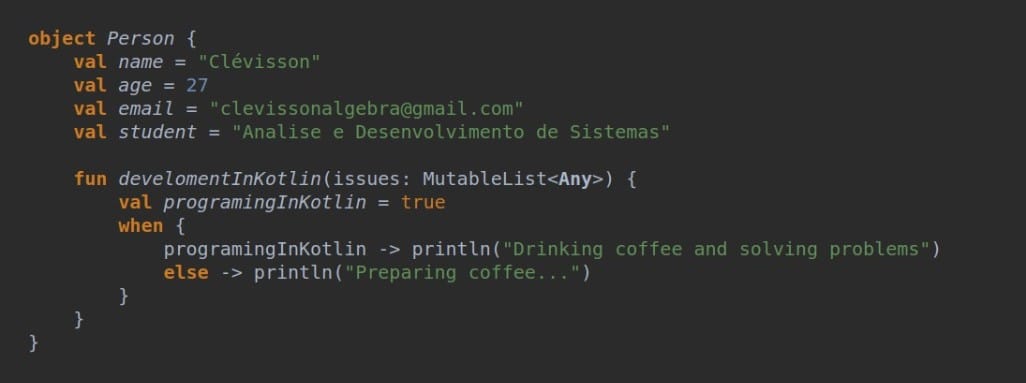 object Person {
    val name = "Clévisson"
    val age = 27
    val email = "clevissonalgebra@gmail.com"
    val student = "Analise e Desenvolvimento de Sistemas"

    fun develomentInKotlin(issues: MutableList<Any>) {
        val programingInKotlin = true
        when {
            programingInKotlin -> println("Drinking coffee and solving problems")
            else -> println("Preparing coffee...")
        }
    }
}